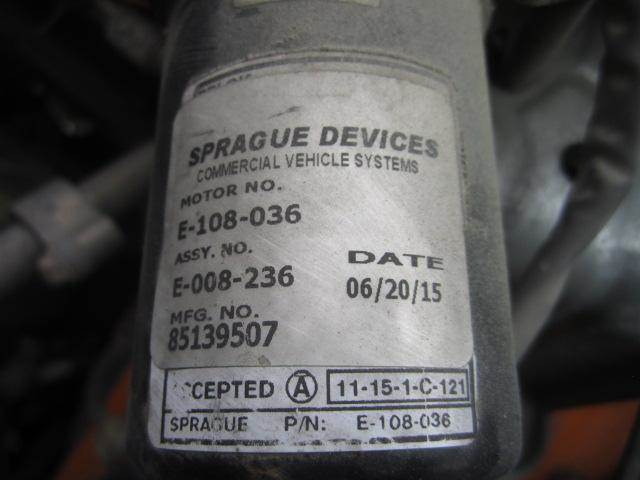 SPRAGUE DEVICES
COMMERCIAL VEHICLE SYSTEMS
MOTOR NO.
E-108-036
ASSY. NO.
E-008-236
DATE
06/20/15
MFG. NO.
85139507
CCEPTED A 11-15-1-C-121
SPRAGUE P/N: E-108-036